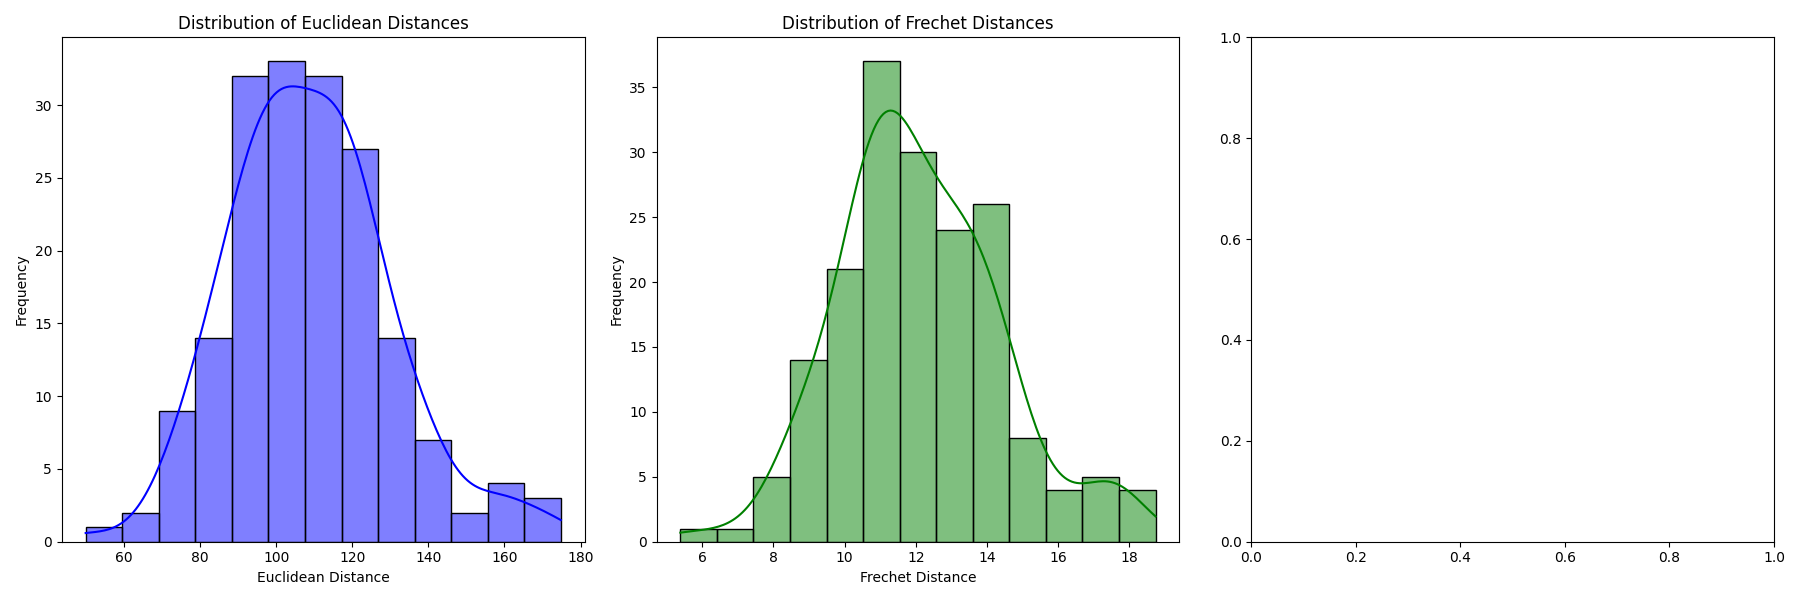 Distribution of Euclidean Distances
30
25
20
15
10
5
0
Frequency
60 80 100 120 140 160 180
Euclidean Distance
Distribution of Frechet Distances
35
30
25
20
15
10
5
0
Frequency
6 8 10 12 14 16 18
Frechet Distance
1.0
0.8
0.6
0.4
0.2
0.0
0.0 0.2 0.4 0.6 0.8 1.0